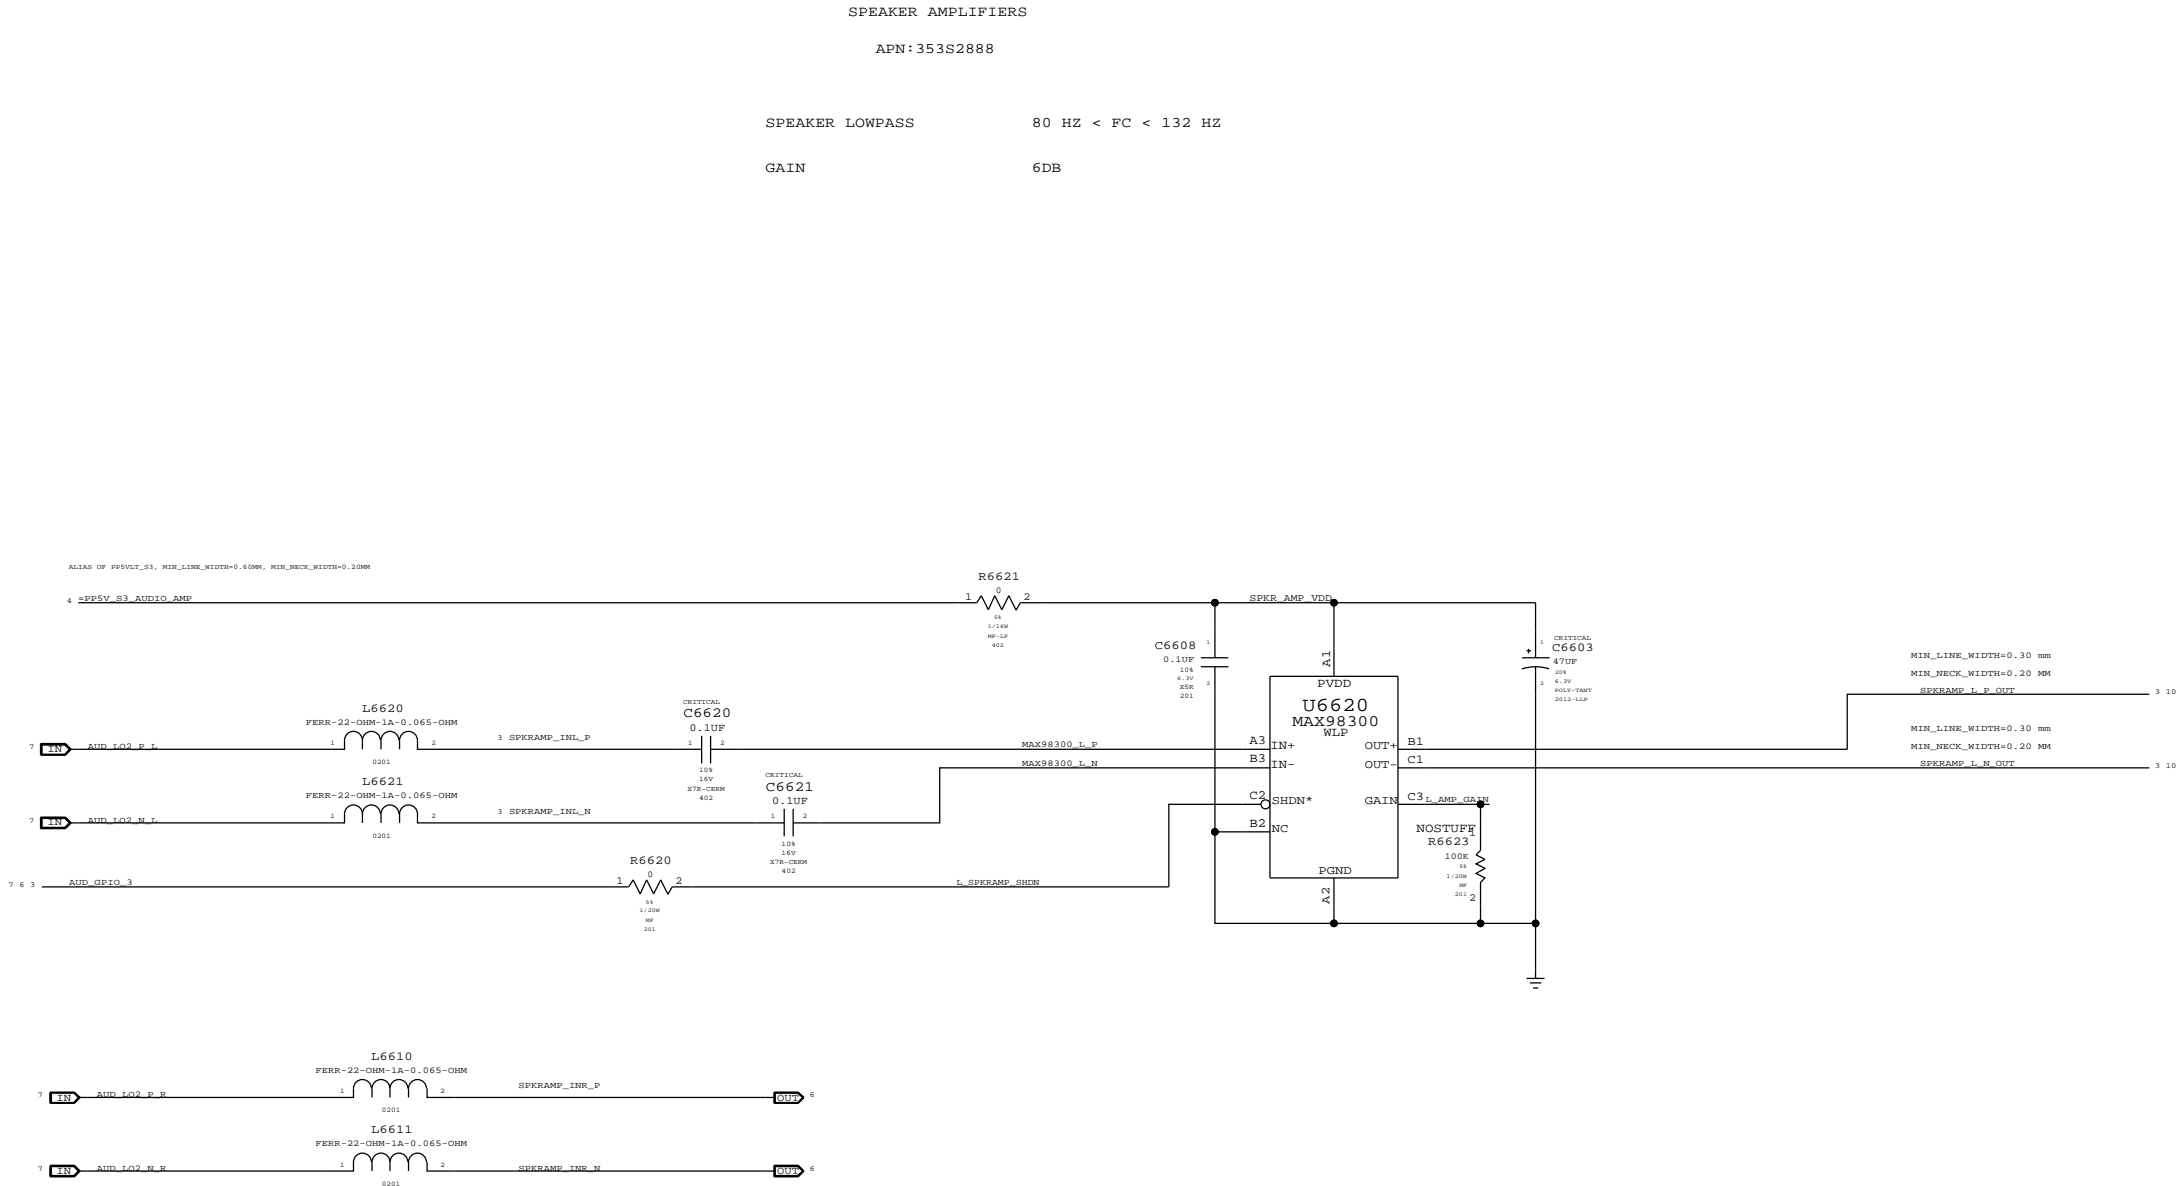 SPEAKER AMPLIFIERS
APN:353S2888
SPEAKER LOWPASS 80 HZ < FC < 132 HZ
GAIN 6DB
ALIAS OF PP5VLT_S3, MIN_LINE_WIDTH=0.60MM, MIN_NECK_WIDTH=0.20MM
4 =PP5V_S3_AUDIO_AMP
R6621
0
1 2
5%
1/16W
MF-LF
402
SPKR_AMP_VDD
C6608
0.1UF
10%
6.3V
X5R
201
1
2
CRITICAL
C6603
47UF
20%
6.3V
POLY-TANT
2012-LLP
1
+
2
MIN_LINE_WIDTH=0.30 mm
MIN_NECK_WIDTH=0.20 MM
SPKRAMP_L_P_OUT 3 10
MIN_LINE_WIDTH=0.30 mm
MIN_NECK_WIDTH=0.20 MM
SPKRAMP_L_N_OUT 3 10
L6620
FERR-22-OHM-1A-0.065-OHM
7 IN AUD_LO2_P_L 1 2 3 SPKRAMP_INL_P
0201
CRITICAL
C6620
0.1UF
1 2
10%
16V
X7R-CERM
402
MAX98300_L_P
L6621
FERR-22-OHM-1A-0.065-OHM
7 IN AUD_LO2_N_L 1 2 3 SPKRAMP_INL_N
0201
CRITICAL
C6621
0.1UF
1 2
10%
16V
X7R-CERM
402
MAX98300_L_N
R6620
0
7 6 3 AUD_GPIO_3 1 2 L_SPKRAMP_SHDN
5%
1/20W
MF
201
A1
PVDD
U6620
MAX98300
WLP
A3 IN+ OUT+ B1
B3 IN- OUT- C1
C2 SHDN* GAIN C3 L_AMP_GAIN
B2 NC
PGND
A2
NOSTUFF
1
R6623
100K
5%
1/20W
MF
201
2
L6610
FERR-22-OHM-1A-0.065-OHM
7 IN AUD_LO2_P_R 1 2 SPKRAMP_INR_P OUT 6
0201
L6611
FERR-22-OHM-1A-0.065-OHM
7 IN AUD_LO2_N_R 1 2 SPKRAMP_INR_N OUT 6
0201